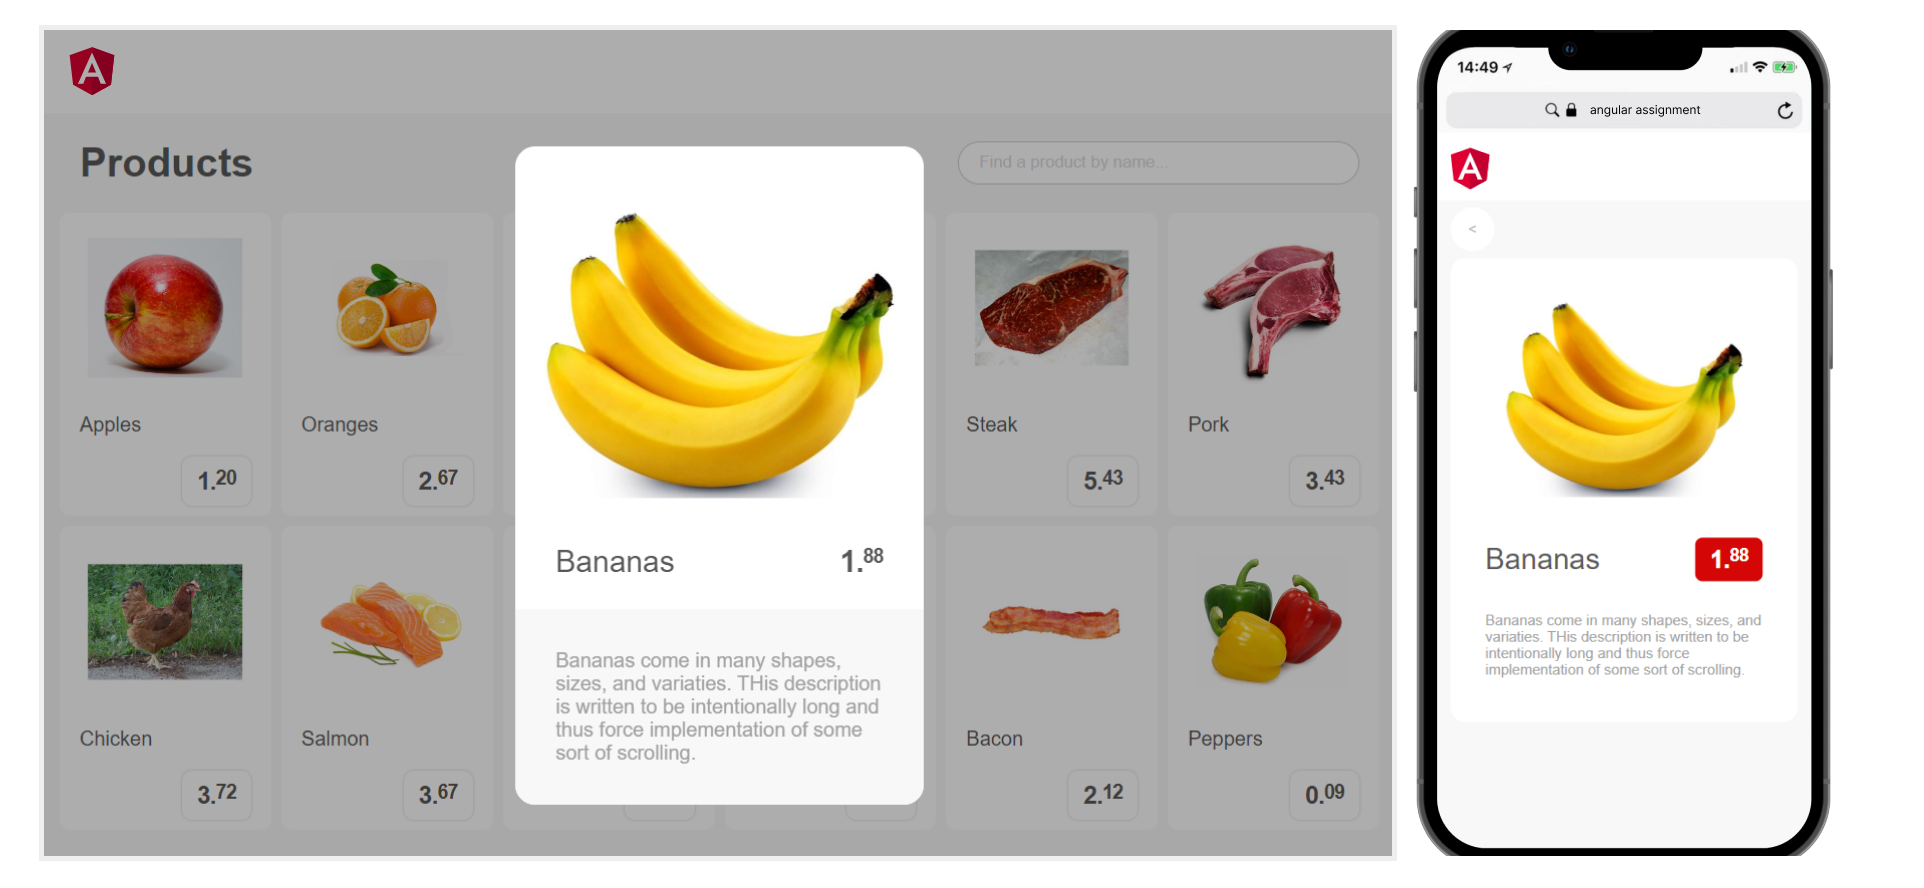 A
Products
Find a product by name...
Apples
1.20
Oranges
2.67
Steak
5.43
Pork
3.43
Chicken
3.72
Salmon
3.67
Bacon
2.12
Peppers
0.09
Bananas
1.88
Bananas come in many shapes,
sizes, and variaties. THis description
is written to be intentionally long and
thus force implementation of some
sort of scrolling.
14:49
angular assignment
A
<
Bananas
1.88
Bananas come in many shapes, sizes, and
variaties. THis description is written to be
intentionally long and thus force
implementation of some sort of scrolling.